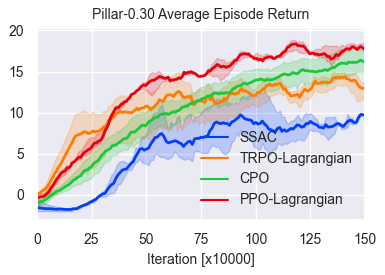 Pillar-0.30 Average Episode Return
20
15
10
5
0
SSAC
TRPO-Lagrangian
CPO
PPO-Lagrangian
0 25 50 75 100 125 150
Iteration [x10000]